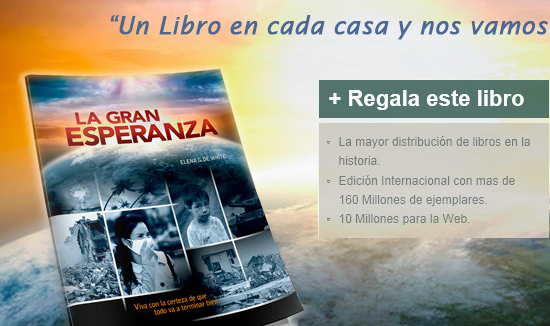 “Un Libro en cada casa y nos vamos
+ Regala este libro
La mayor distribución de libros en la
historia.
Edición Internacional con mas de
160 Millones de ejemplares.
10 Millones para la Web.
LA GRAN
ESPERANZA
ELENA G. DE WHITE
Viva con la certeza de que
todo va a terminar bien